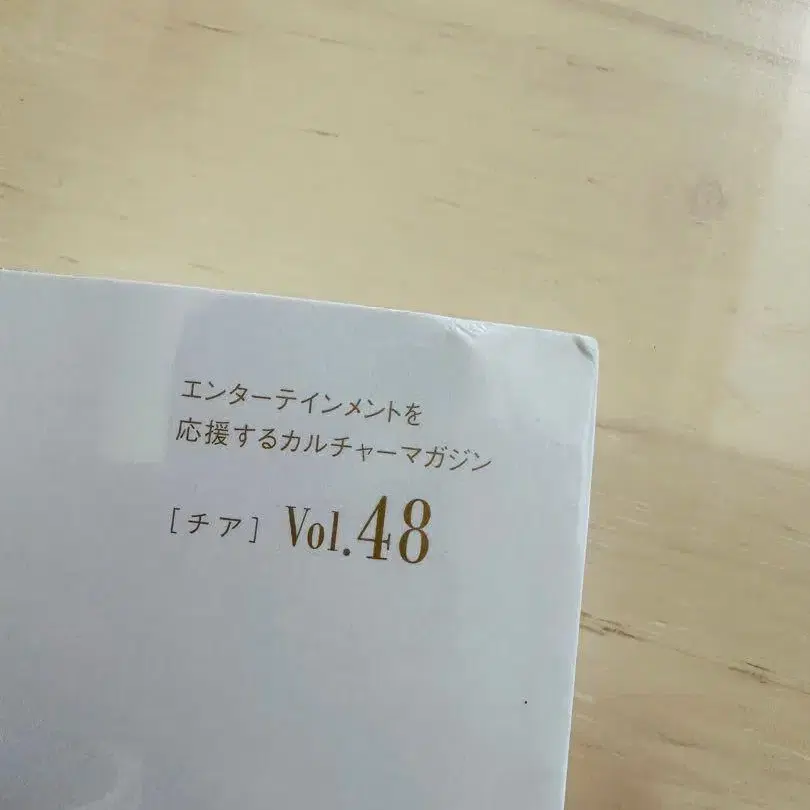 エンターテインメントを
応援するカルチャーマガジン
[チア] Vol.48